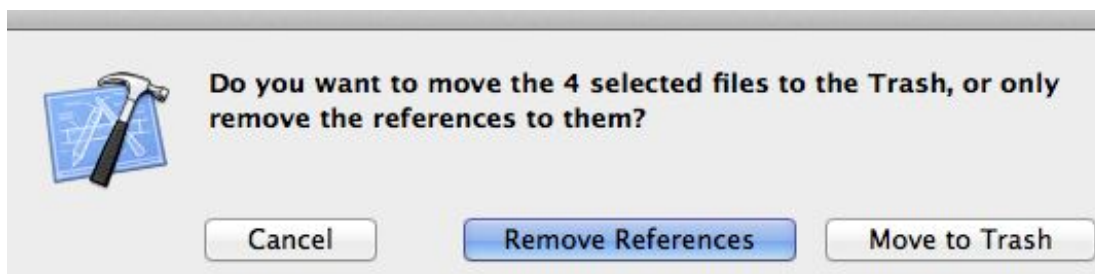 Do you want to move the 4 selected files to the Trash, or only
remove the references to them?
Cancel
Remove References
Move to Trash